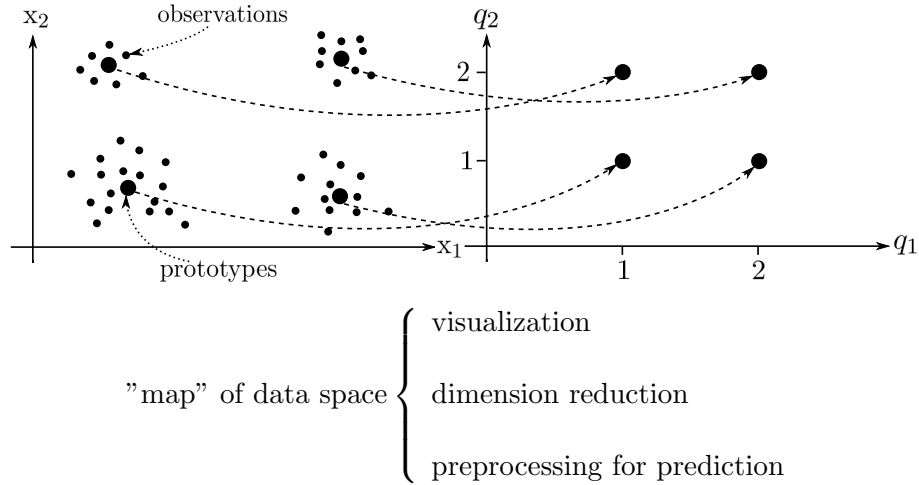 x₂
observations
q₂
2
1
x₁
q₁
prototypes
1
2
visualization
"map" of data space
dimension reduction
preprocessing for prediction